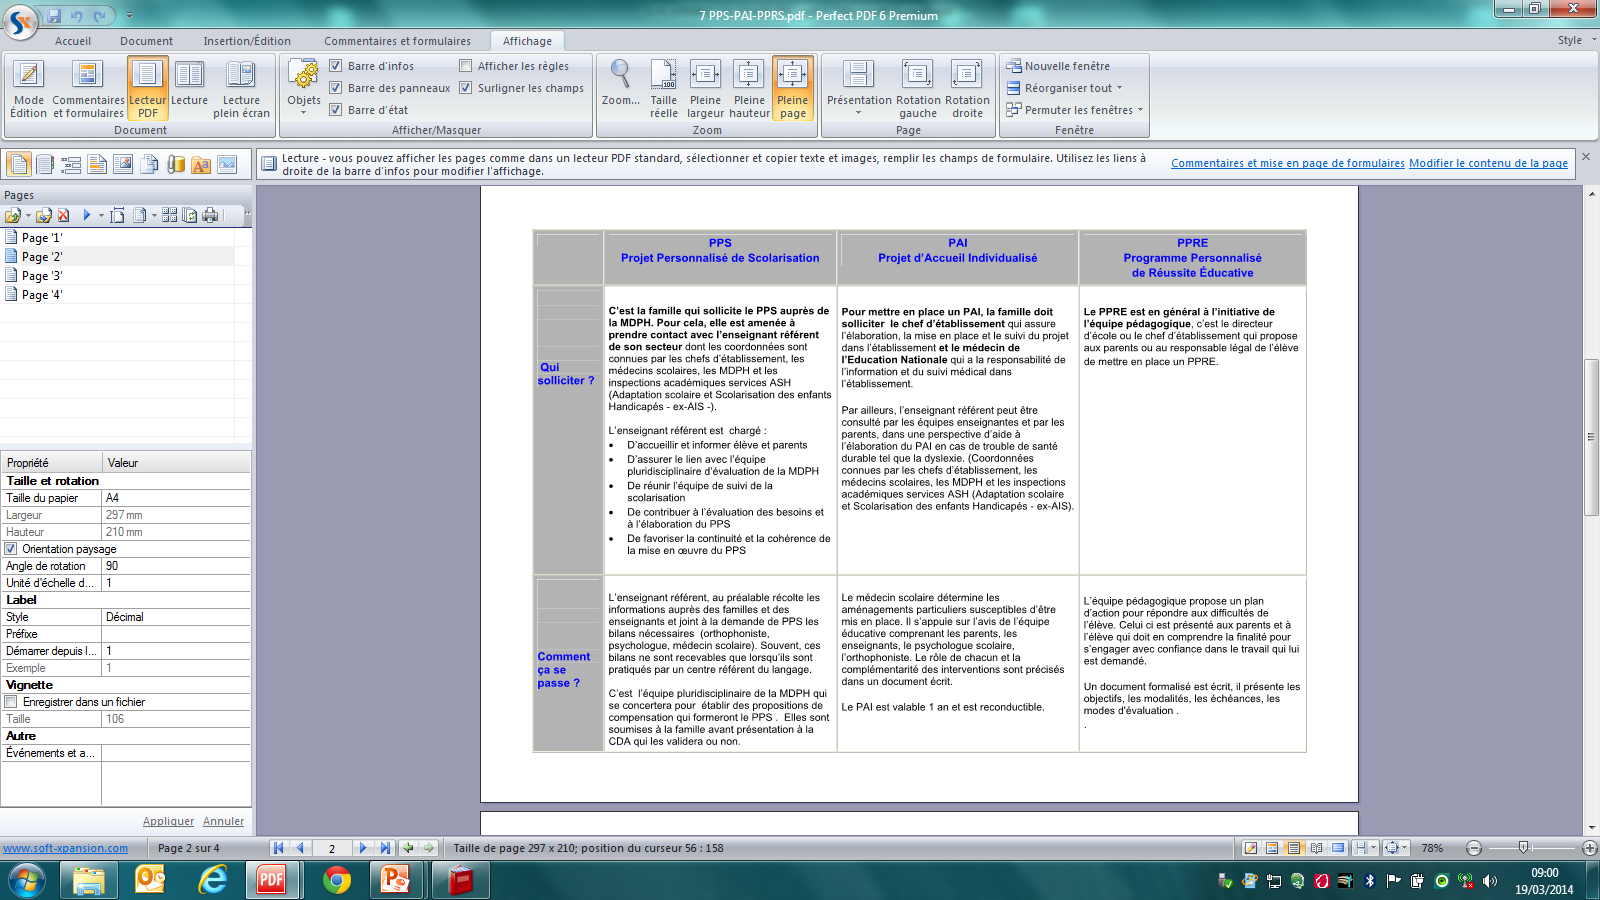 7 PPS-PAI-PPRS.pdf - Perfect PDF 6 Premium
Accueil
Document
Insertion/Édition
Commentaires et formulaires
Affichage
Style
Mode Édition
Commentaires et formulaires
Lecteur PDF
Lecture
Lecture plein écran
Document
Objets
Barre d'infos
Barre des panneaux
Barre d'état
Afficher les règles
Surligner les champs
Afficher/Masquer
Zoom...
Taille réelle
Pleine largeur
Pleine hauteur
Pleine page
Zoom
Présentation
Rotation gauche
Rotation droite
Page
Nouvelle fenêtre
Réorganiser tout
Permuter les fenêtres
Fenêtre
Lecture - vous pouvez afficher les pages comme dans un lecteur PDF standard, sélectionner et copier texte et images, remplir les champs de formulaire. Utilisez les liens à
droite de la barre d'infos pour modifier l'affichage.
Commentaires et mise en page de formulaires
Modifier le contenu de la page
Pages
Page '1'
Page '2'
Page '3'
Page '4'
Propriété Valeur
Taille et rotation
Taille du papier A4
Largeur 297 mm
Hauteur 210 mm
Orientation paysage
Angle de rotation 90
Unité d'échelle d... 1
Label
Style Décimal
Préfixe
Démarrer depuis l... 1
Exemple 1
Vignette
Enregistrer dans un fichier
Taille 106
Autre
Événements et a...
Appliquer Annuler
PPS
Projet Personnalisé de Scolarisation
PAI
Projet d'Accueil Individualisé
PPRE
Programme Personnalisé
de Réussite Éducative
Qui
solliciter ?
C'est la famille qui sollicite le PPS auprès de
la MDPH. Pour cela, elle est amenée à
prendre contact avec l'enseignant référent
de son secteur dont les coordonnées sont
connues par les chefs d'établissement, les
médecins scolaires, les MDPH et les
inspections académiques services ASH
(Adaptation scolaire et Scolarisation des enfants
Handicapés - ex-AIS -).
L'enseignant référent est chargé :
• D'accueillir et informer élève et parents
• D'assurer le lien avec l'équipe
pluridisciplinaire d'évaluation de la MDPH
• De réunir l'équipe de suivi de la
scolarisation
• De contribuer à l'évaluation des besoins et
à l'élaboration du PPS
• De favoriser la continuité et la cohérence de
la mise en œuvre du PPS
Pour mettre en place un PAI, la famille doit
solliciter le chef d'établissement qui assure
l'élaboration, la mise en place et le suivi du projet
dans l'établissement et le médecin de
l'Education Nationale qui a la responsabilité de
l'information et du suivi médical dans
l'établissement.
Par ailleurs, l'enseignant référent peut être
consulté par les équipes enseignantes et par les
parents, dans une perspective d'aide à
l'élaboration du PAI en cas de trouble de santé
durable tel que la dyslexie. (Coordonnées
connues par les chefs d'établissement, les
médecins scolaires, les MDPH et les inspections
académiques services ASH (Adaptation scolaire
et Scolarisation des enfants Handicapés - ex-AIS).
Le PPRE est en général à l'initiative de
l'équipe pédagogique, c'est le directeur
d'école ou le chef d'établissement qui propose
aux parents ou au responsable légal de l'élève
de mettre en place un PPRE.
Comment
ça se
passe ?
L'enseignant référent, au préalable récolte les
informations auprès des familles et des
enseignants et joint à la demande de PPS les
bilans nécessaires (orthophoniste,
psychologue, médecin scolaire). Souvent, ces
bilans ne sont recevables que lorsqu'ils sont
pratiqués par un centre référent du langage.
C'est l'équipe pluridisciplinaire de la MDPH qui
se concertera pour établir des propositions de
compensation qui formeront le PPS . Elles sont
soumises à la famille avant présentation à la
CDA qui les validera ou non.
Le médecin scolaire détermine les
aménagements particuliers susceptibles d'être
mis en place. Il s'appuie sur l'avis de l'équipe
éducative comprenant les parents, les
enseignants, le psychologue scolaire,
l'orthophoniste. Le rôle de chacun et la
complémentarité des interventions sont précisés
dans un document écrit.
Le PAI est valable 1 an et est reconductible.
L'équipe pédagogique propose un plan
d'action pour répondre aux difficultés de
l'élève. Celui ci est présenté aux parents et à
l'élève qui doit en comprendre la finalité pour
s'engager avec confiance dans le travail qui lui
est demandé.
Un document formalisé est écrit, il présente les
objectifs, les modalités, les échéances, les
modes d'évaluation .
.
www.soft-xpansion.com
Page 2 sur 4
2
Taille de page 297 x 210; position du curseur 56 : 158
78%
09:00
19/03/2014